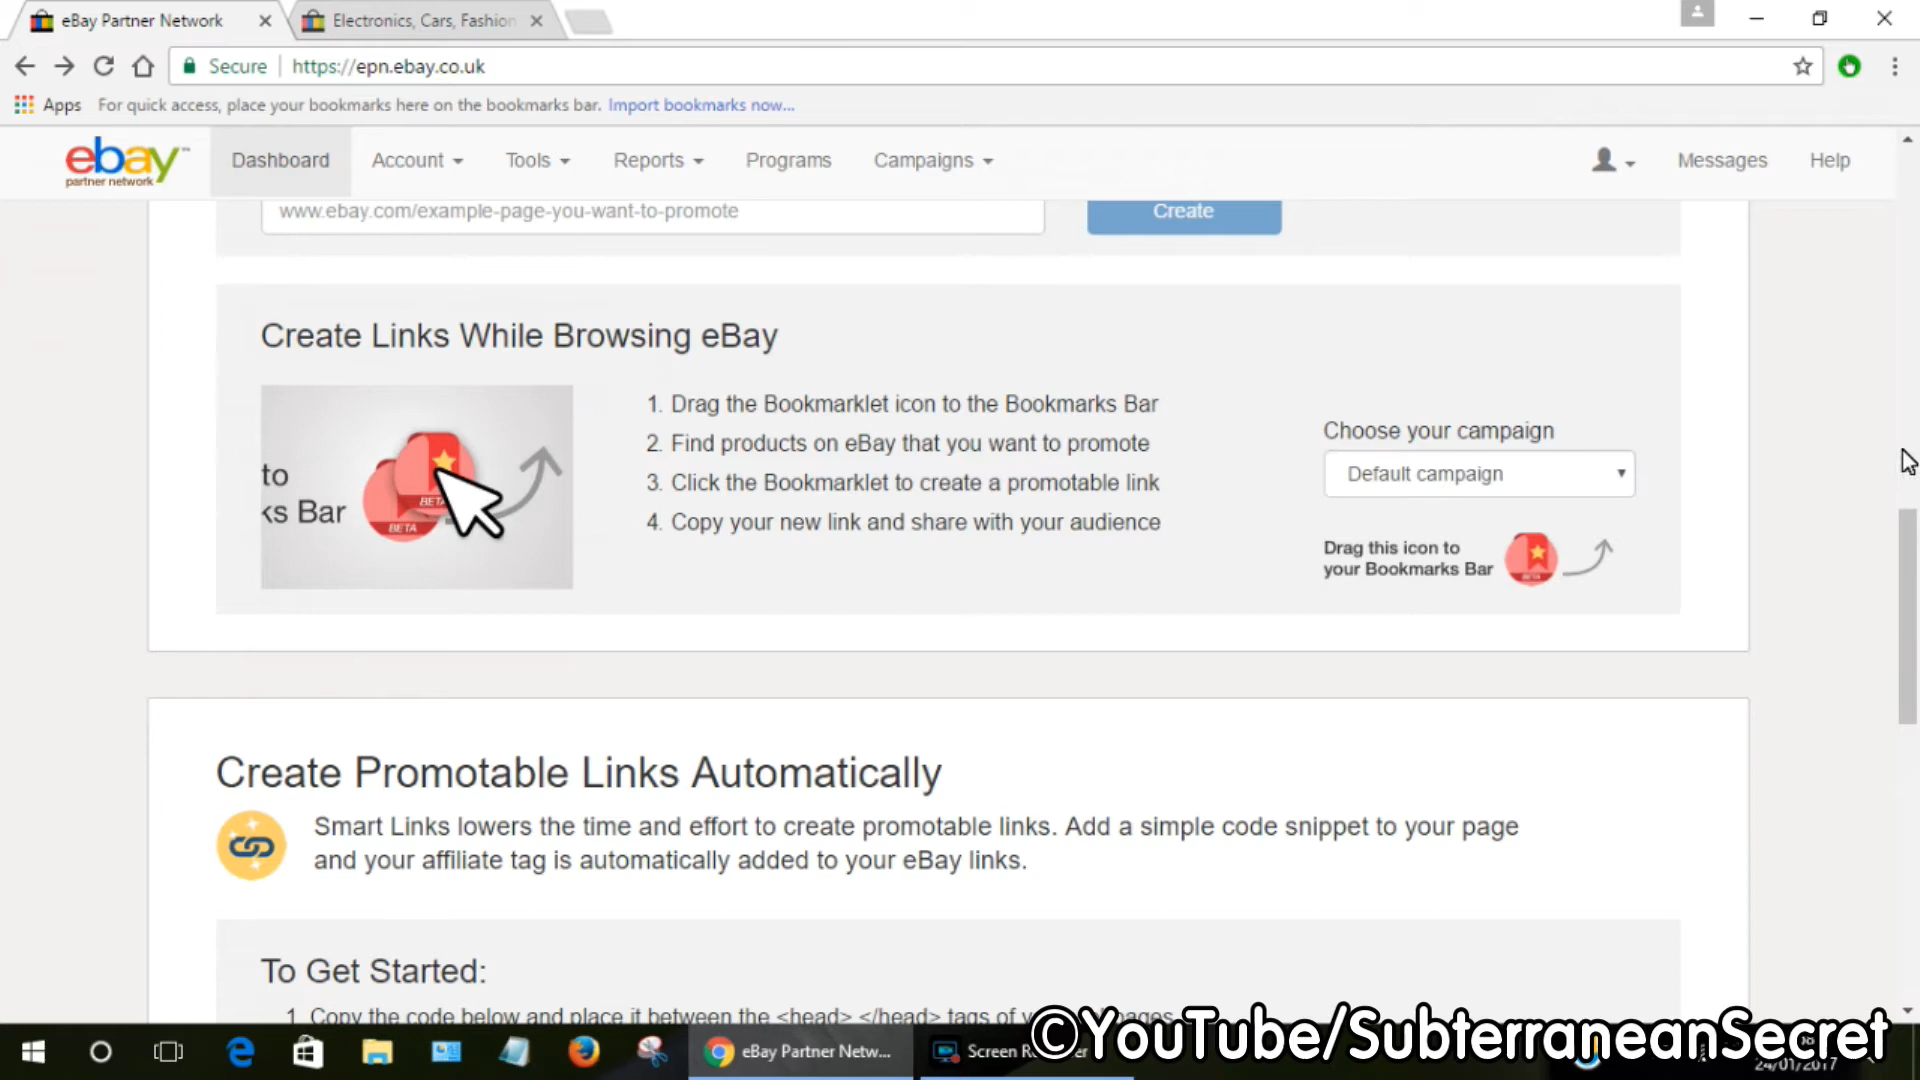 eBay Partner Network
Electronics, Cars, Fashion
Secure
https://epn.ebay.co.uk
Apps
For quick access, place your bookmarks here on the bookmarks bar. Import bookmarks now...
ebay™
partner network
Dashboard
Account
Tools
Reports
Programs
Campaigns
Messages
Help
www.ebay.com/example-page-you-want-to-promote
Create
Create Links While Browsing eBay
to
ks Bar
BETA
BETA
1. Drag the Bookmarklet icon to the Bookmarks Bar
2. Find products on eBay that you want to promote
3. Click the Bookmarklet to create a promotable link
4. Copy your new link and share with your audience
Choose your campaign
Default campaign
Drag this icon to
your Bookmarks Bar
BETA
Create Promotable Links Automatically
Smart Links lowers the time and effort to create promotable links. Add a simple code snippet to your page
and your affiliate tag is automatically added to your eBay links.
To Get Started:
1. Copy the code below and place it between the <head> </head> tags of pages
©YouTube/SubterraneanSecret
eBay Partner Netw...
Screen
24/01/2017